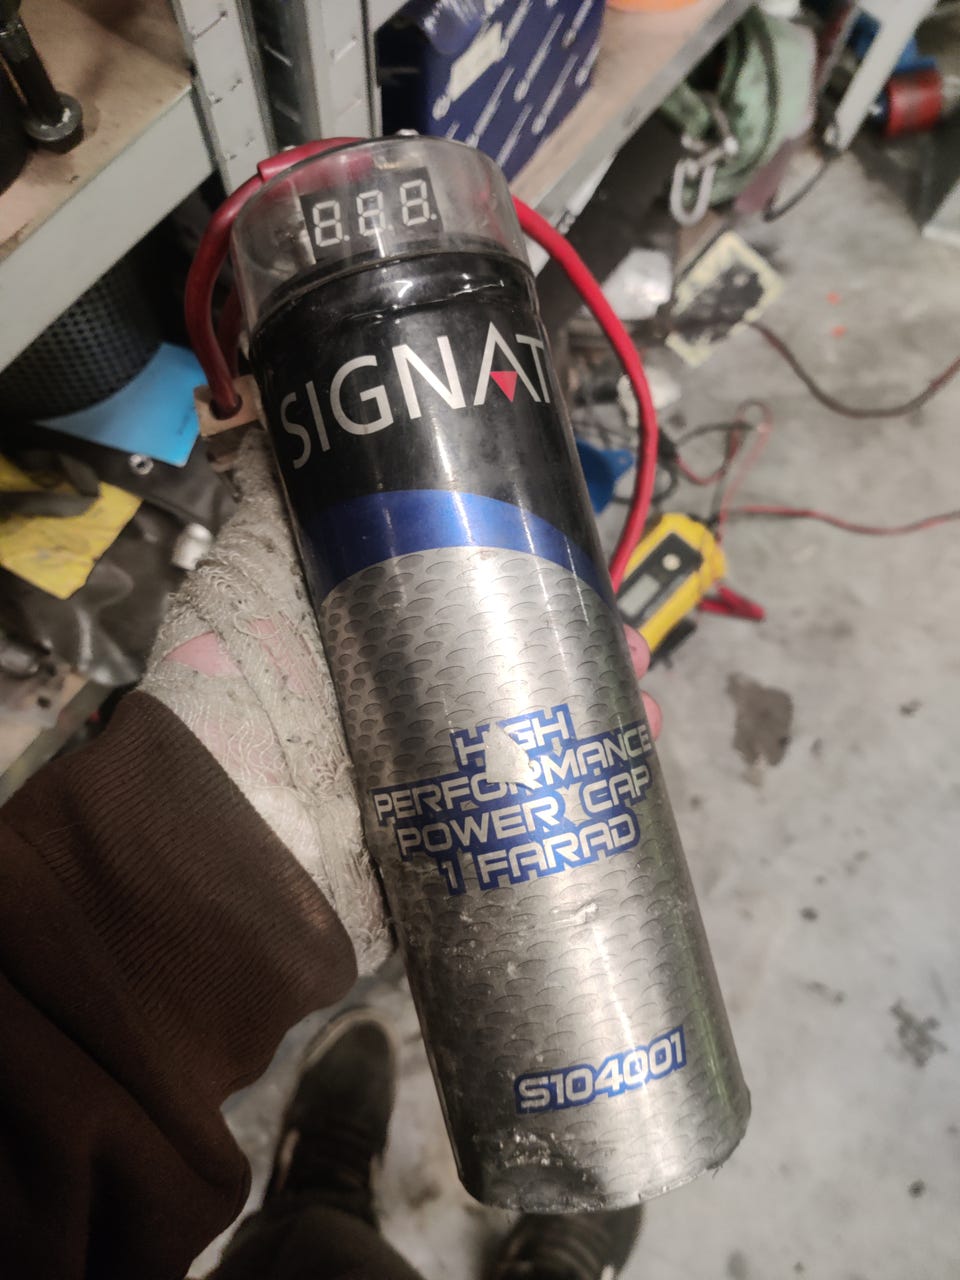 8.8.8.
SIGNAT
HIGH
PERFORMANCE
POWER CAP
1 FARAD
S104001